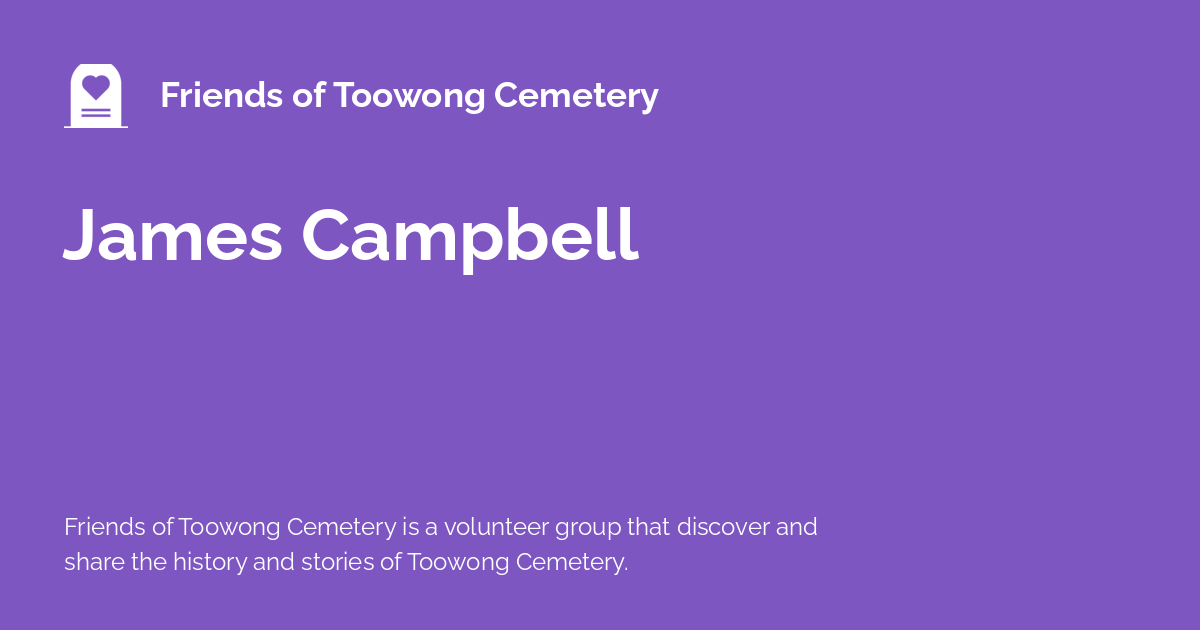 Friends of Toowong Cemetery
James Campbell
Friends of Toowong Cemetery is a volunteer group that discover and
share the history and stories of Toowong Cemetery.